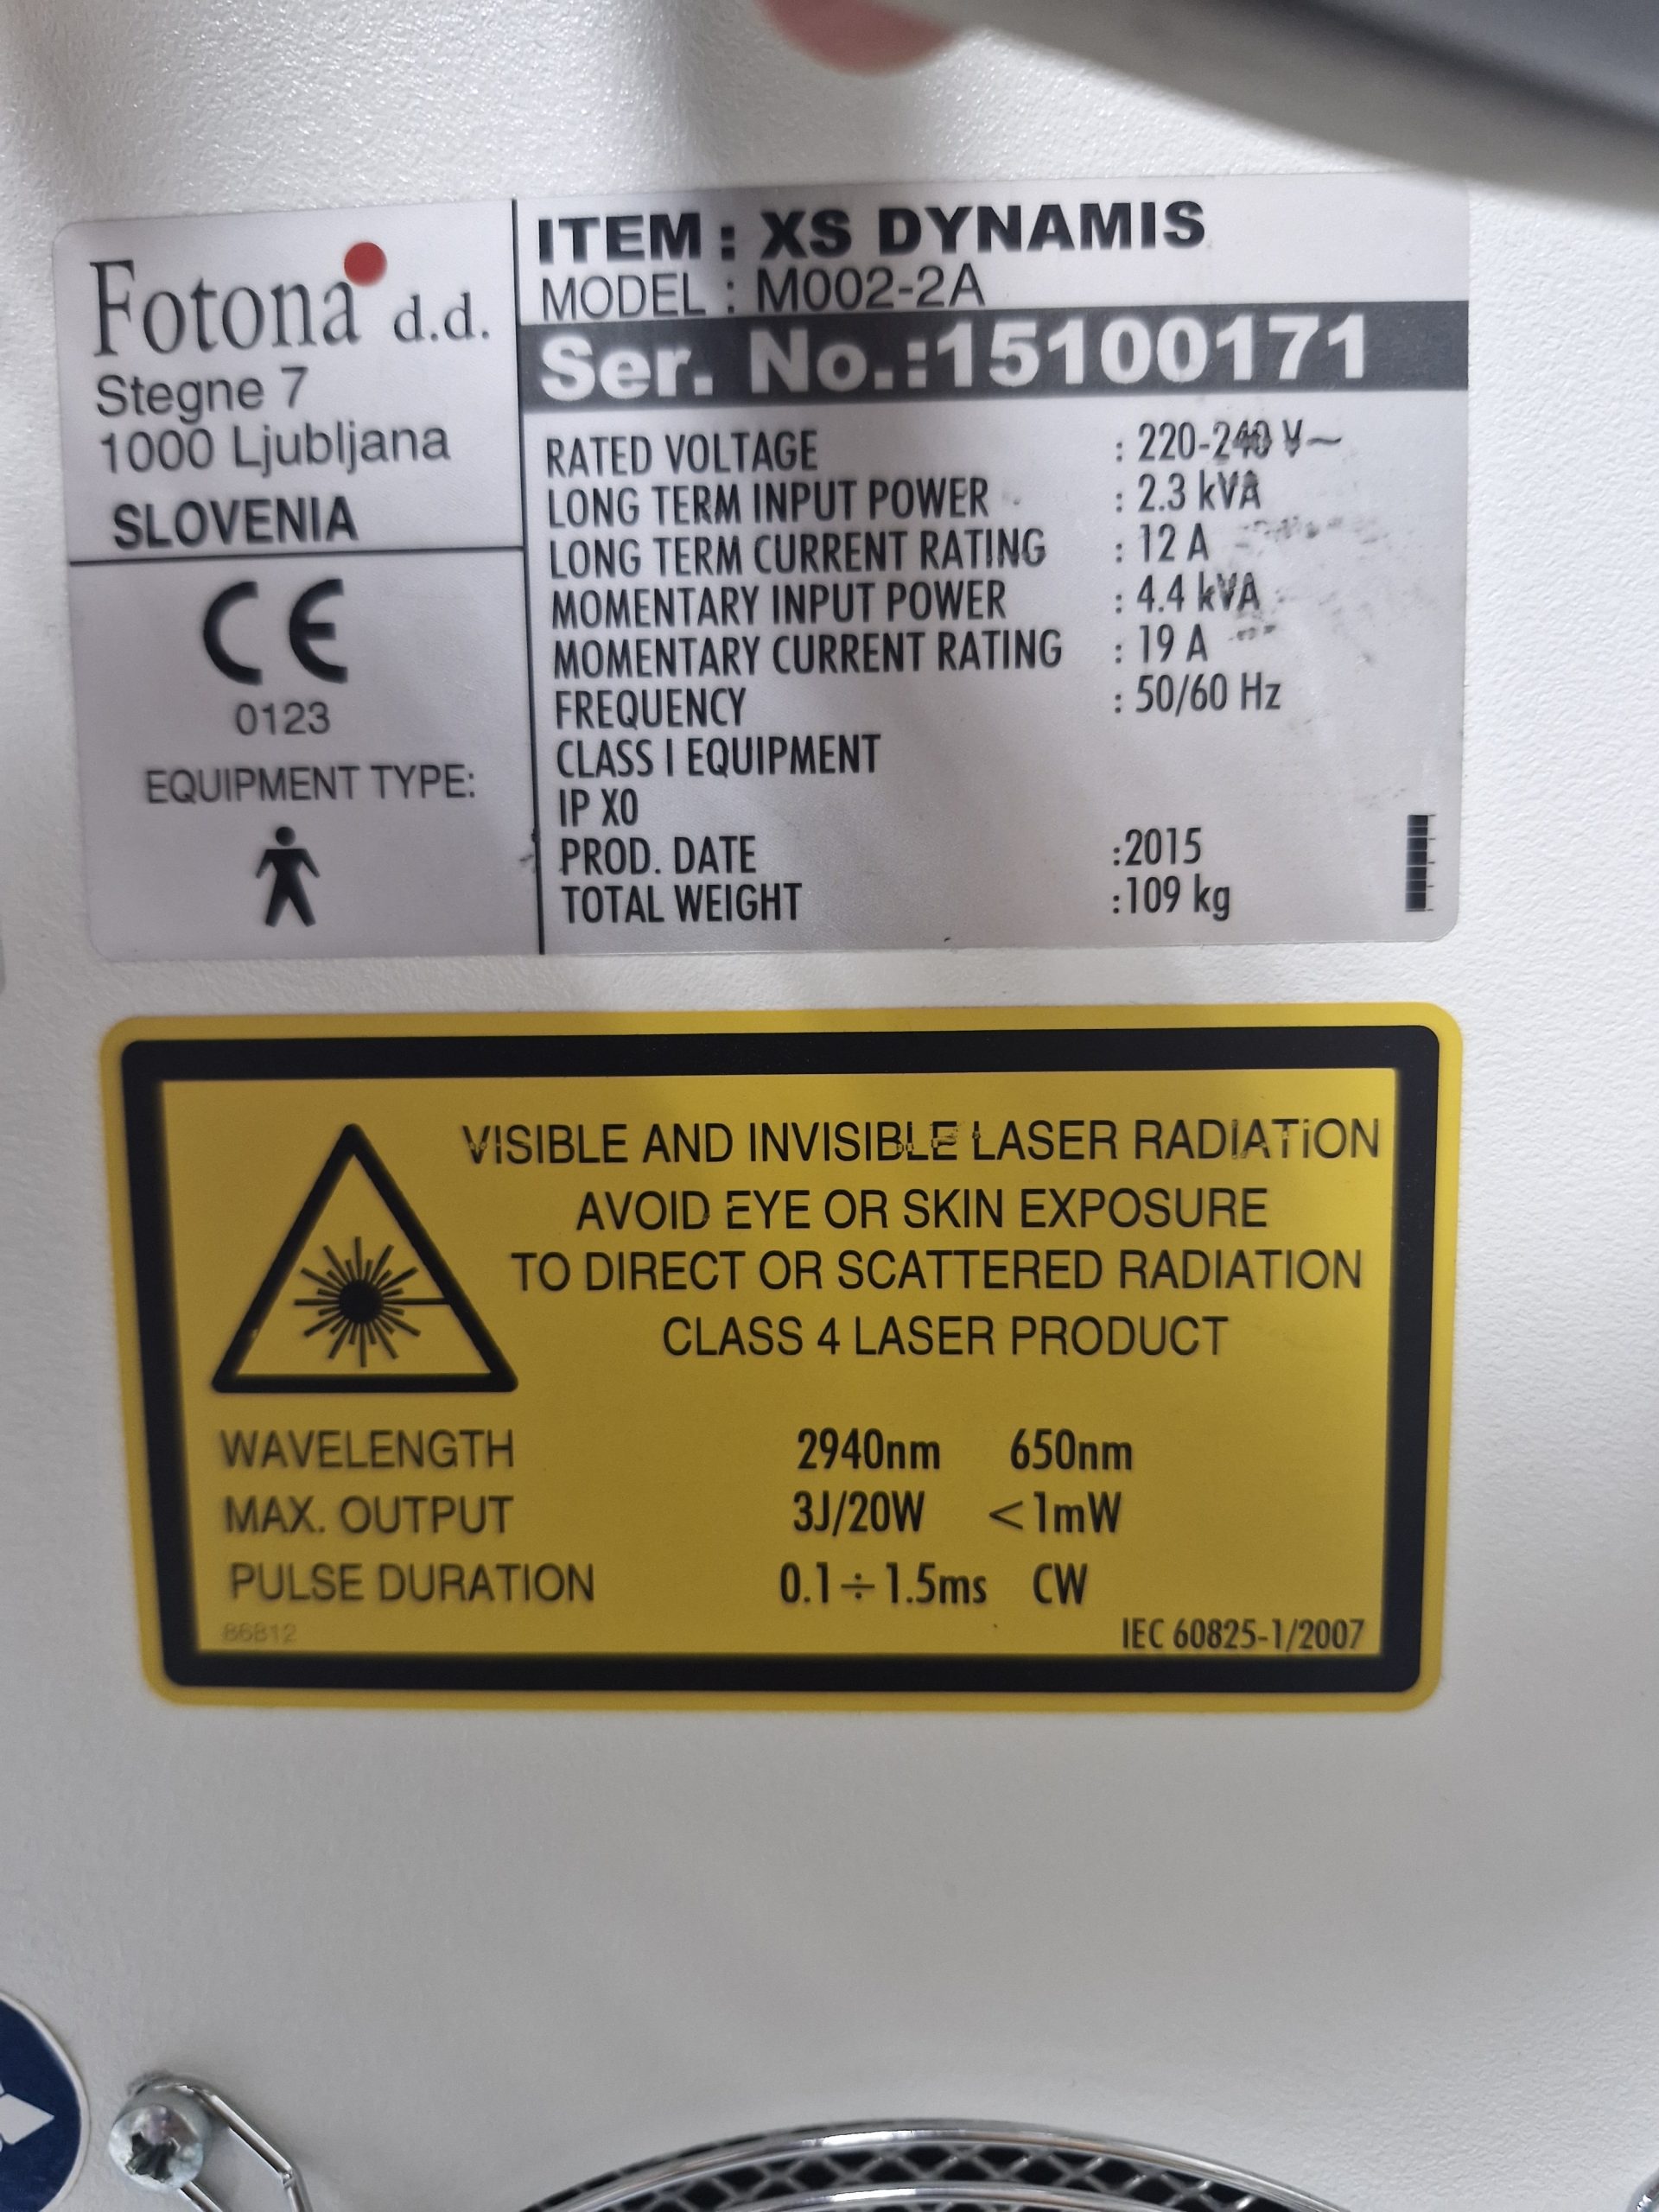 Fotona d.d.
Stegne 7
1000 Ljubljana
SLOVENIA
CE
0123
EQUIPMENT TYPE:
ITEM : XS DYNAMIS
MODEL : M002-2A
Ser. No.:15100171
RATED VOLTAGE : 220-240 V~
LONG TERM INPUT POWER : 2.3 kVA
LONG TERM CURRENT RATING : 12 A
MOMENTARY INPUT POWER : 4.4 kVA
MOMENTARY CURRENT RATING : 19 A
FREQUENCY : 50/60 Hz
CLASS I EQUIPMENT
IP X0
PROD. DATE :2015
TOTAL WEIGHT :109 kg
VISIBLE AND INVISIBLE LASER RADIATION
AVOID EYE OR SKIN EXPOSURE
TO DIRECT OR SCATTERED RADIATION
CLASS 4 LASER PRODUCT
WAVELENGTH 2940nm 650nm
MAX. OUTPUT 3J/20W <1mW
PULSE DURATION 0.1÷1.5ms CW
IEC 60825-1/2007